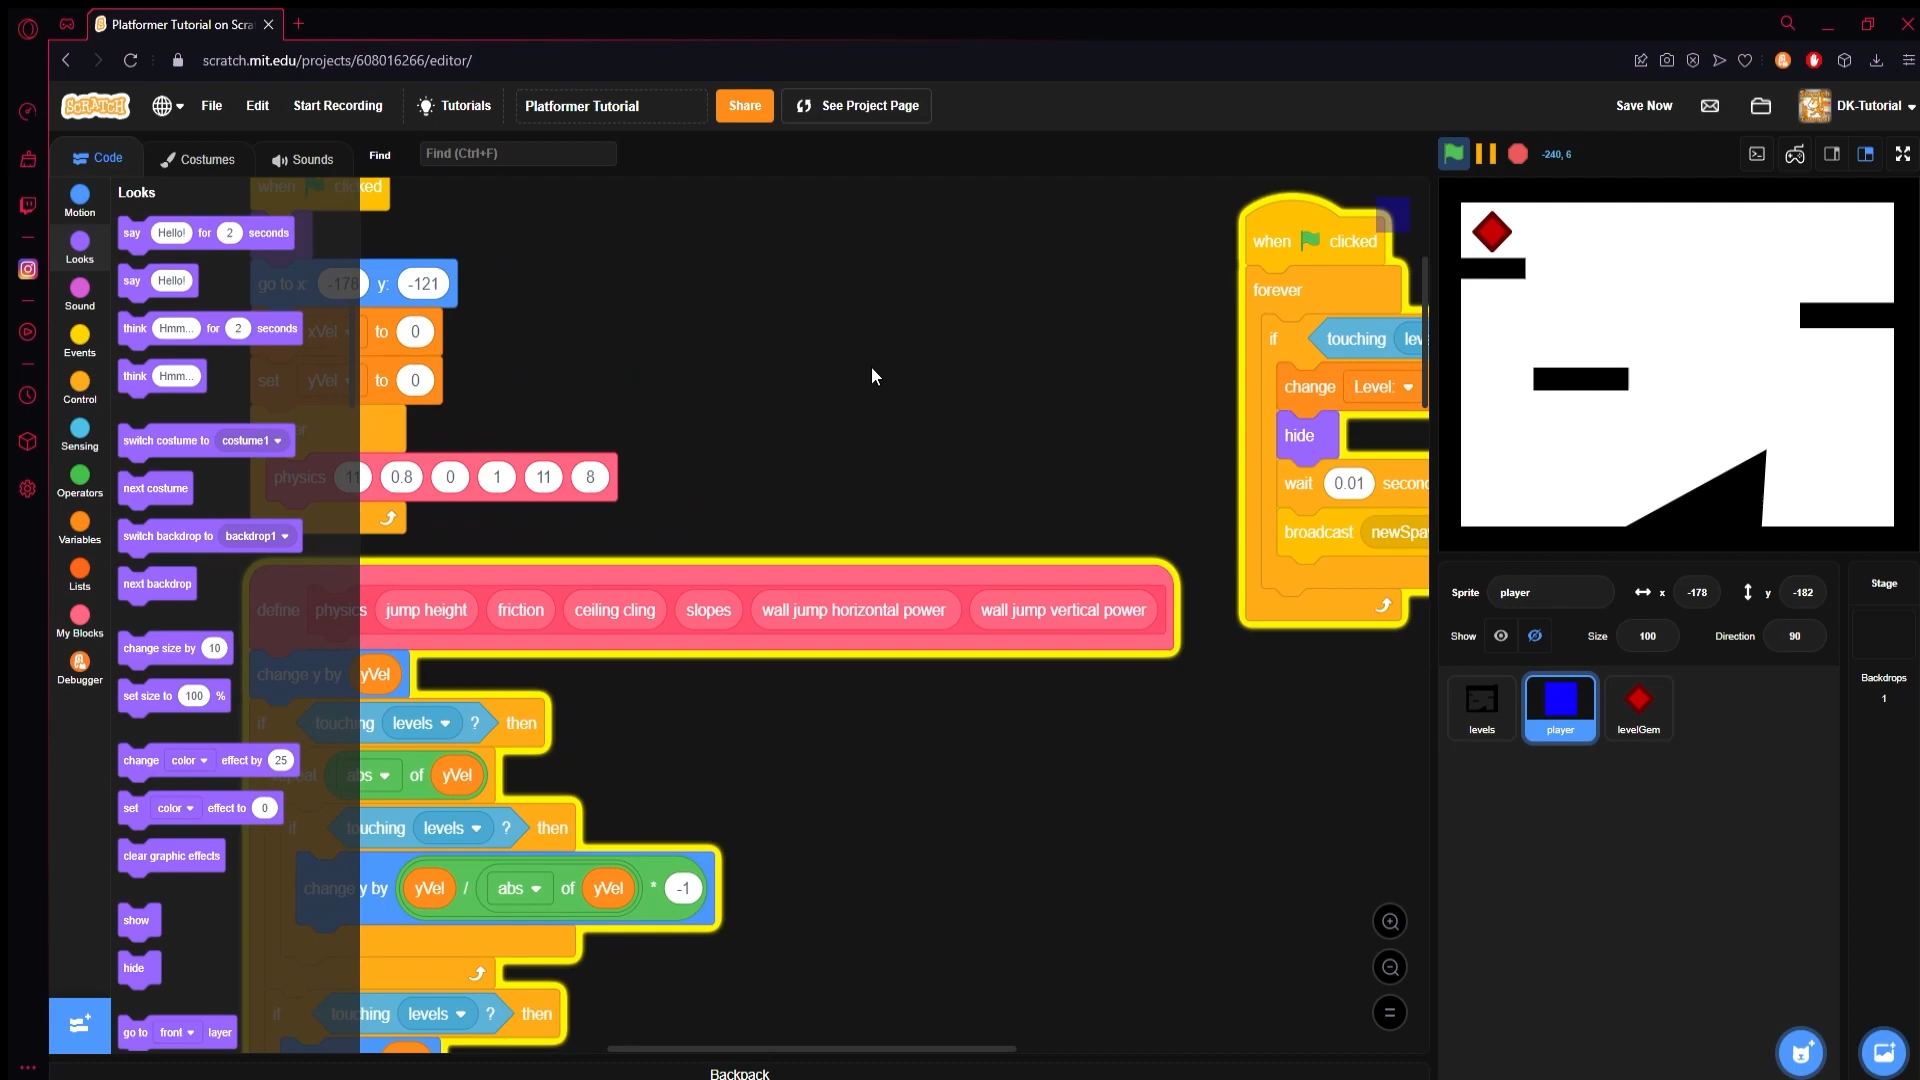 Platformer Tutorial on Scra
scratch.mit.edu/projects/608016266/editor/
SCRATCH
File
Edit
Start Recording
Tutorials
Platformer Tutorial
Share
See Project Page
Save Now
DK-Tutorial
Code
Costumes
Sounds
Find
Find (Ctrl+F)
-240, 6
Motion
Looks
Sound
Events
Control
Sensing
Operators
Variables
Lists
My Blocks
Debugger
Looks
say Hello! for 2 seconds
say Hello!
think Hmm... for 2 seconds
think Hmm...
switch costume to costume1
next costume
switch backdrop to backdrop1
next backdrop
change size by 10
set size to 100 %
change color effect by 25
set color effect to 0
clear graphic effects
show
hide
go to front layer
when clicked
go to x: -178 y: -121
xVel to 0
set yVel to 0
physics 11 0.8 0 1 11 8
define physics jump height friction ceiling cling slopes wall jump horizontal power wall jump vertical power
change y by yVel
if touching levels ? then
abs of yVel
if touching levels ? then
change y by yVel / abs of yVel * -1
if touching levels ? then
when clicked
forever
if touching lev
change Level:
hide
wait 0.01 second
broadcast newSpa
Sprite player x -178 y -182
Show Size 100 Direction 90
levels
player
levelGem
Stage
Backdrops
1
Backpack